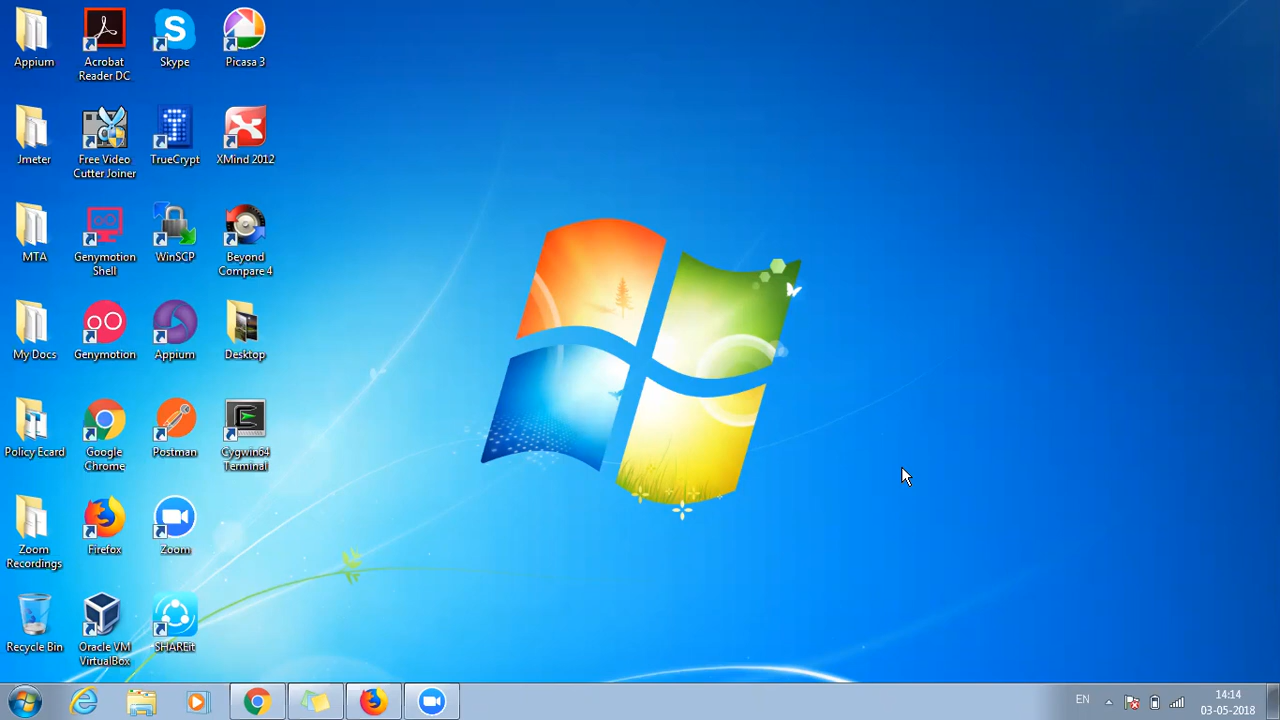 Appium
Acrobat
Reader DC
Skype
Picasa 3
Jmeter
Free Video
Cutter Joiner
TrueCrypt
XMind 2012
MTA
Genymotion
Shell
WinSCP
Beyond
Compare 4
My Docs
Genymotion
Appium
Desktop
Policy Ecard
Google
Chrome
Postman
Cygwin64
Terminal
Zoom
Recordings
Firefox
Zoom
Recycle Bin
Oracle VM
VirtualBox
SHAREit
EN
14:14
03-05-2018